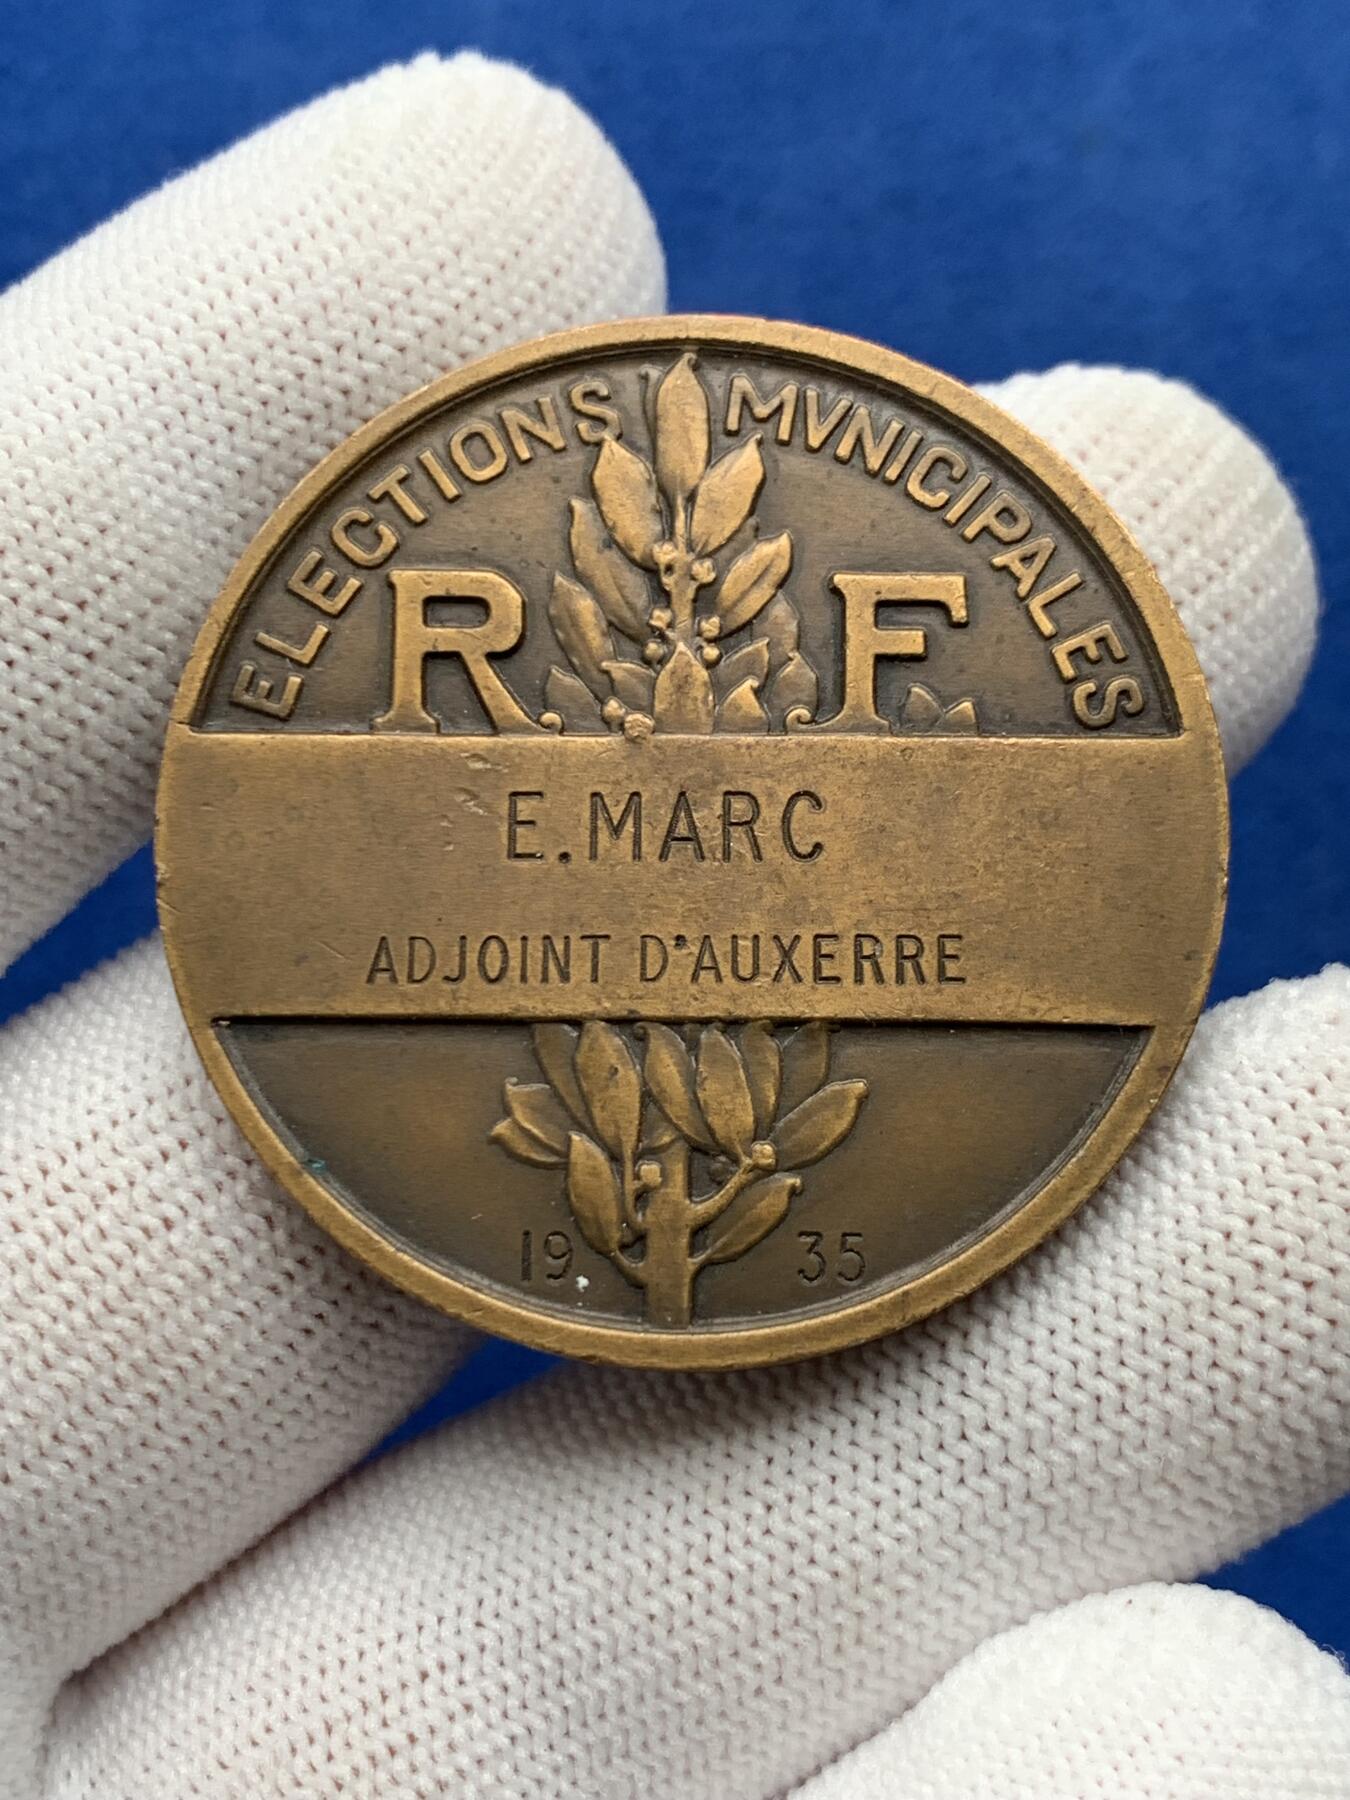 ELECTIONS MVNICIPALES
R F
E. MARC
ADJOINT D'AUXERRE
19 35